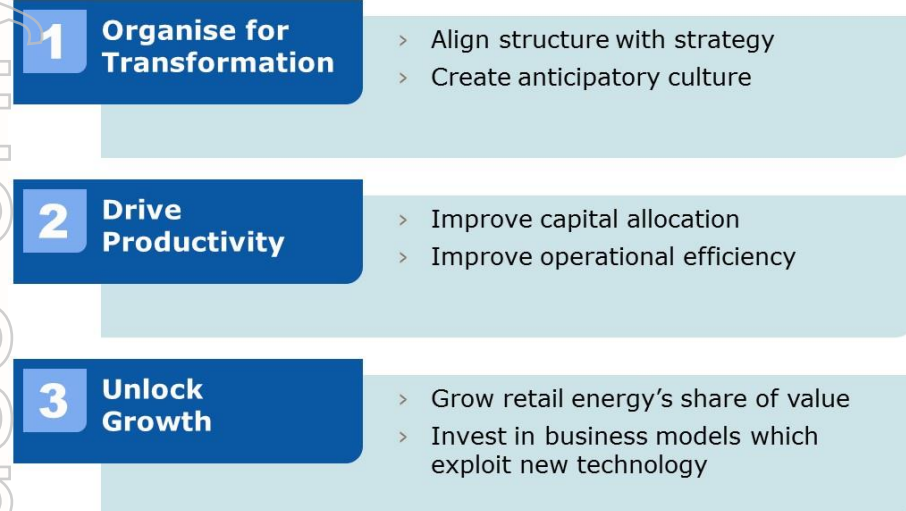 1
Organise for
Transformation
› Align structure with strategy
› Create anticipatory culture
2
Drive
Productivity
› Improve capital allocation
› Improve operational efficiency
3
Unlock
Growth
› Grow retail energy’s share of value
› Invest in business models which
exploit new technology